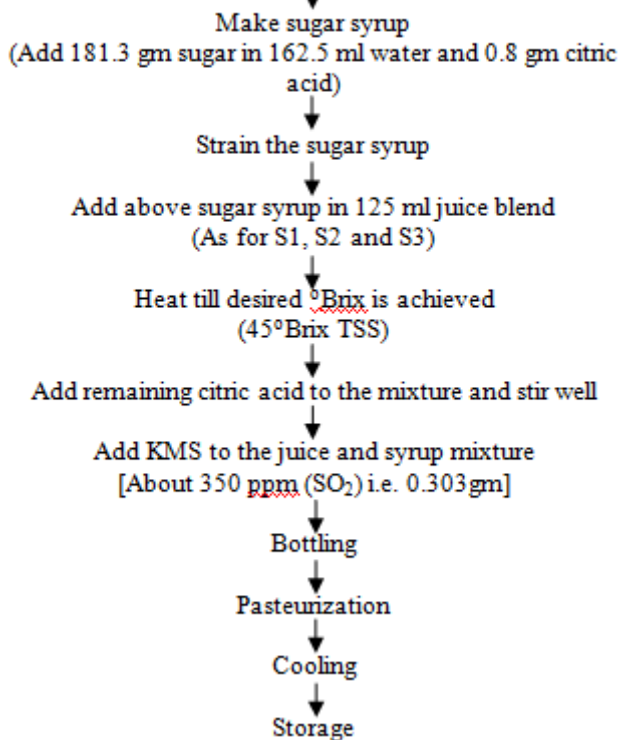 Make sugar syrup
(Add 181.3 gm sugar in 162.5 ml water and 0.8 gm citric
acid)
Strain the sugar syrup
Add above sugar syrup in 125 ml juice blend
(As for S1, S2 and S3)
Heat till desired °Brix is achieved
(45°Brix TSS)
Add remaining citric acid to the mixture and stir well
Add KMS to the juice and syrup mixture
[About 350 ppm (SO₂) i.e. 0.303gm]
Bottling
Pasteurization
Cooling
Storage